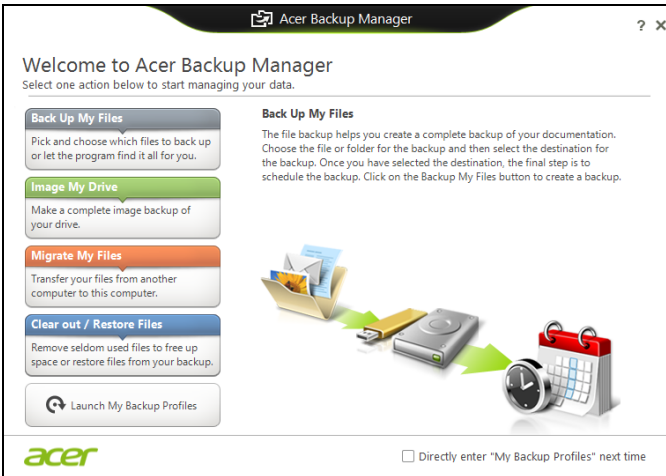 Acer Backup Manager
? X
Welcome to Acer Backup Manager
Select one action below to start managing your data.
Back Up My Files
Pick and choose which files to back up
or let the program find it all for you.
Image My Drive
Make a complete image backup of
your drive.
Migrate My Files
Transfer your files from another
computer to this computer.
Clear out / Restore Files
Remove seldom used files to free up
space or restore files from your backup.
Launch My Backup Profiles
Back Up My Files
The file backup helps you create a complete backup of your documentation.
Choose the file or folder for the backup and then select the destination for
the backup. Once you have selected the destination, the final step is to
schedule the backup. Click on the Backup My Files button to create a backup.
acer
Directly enter "My Backup Profiles" next time